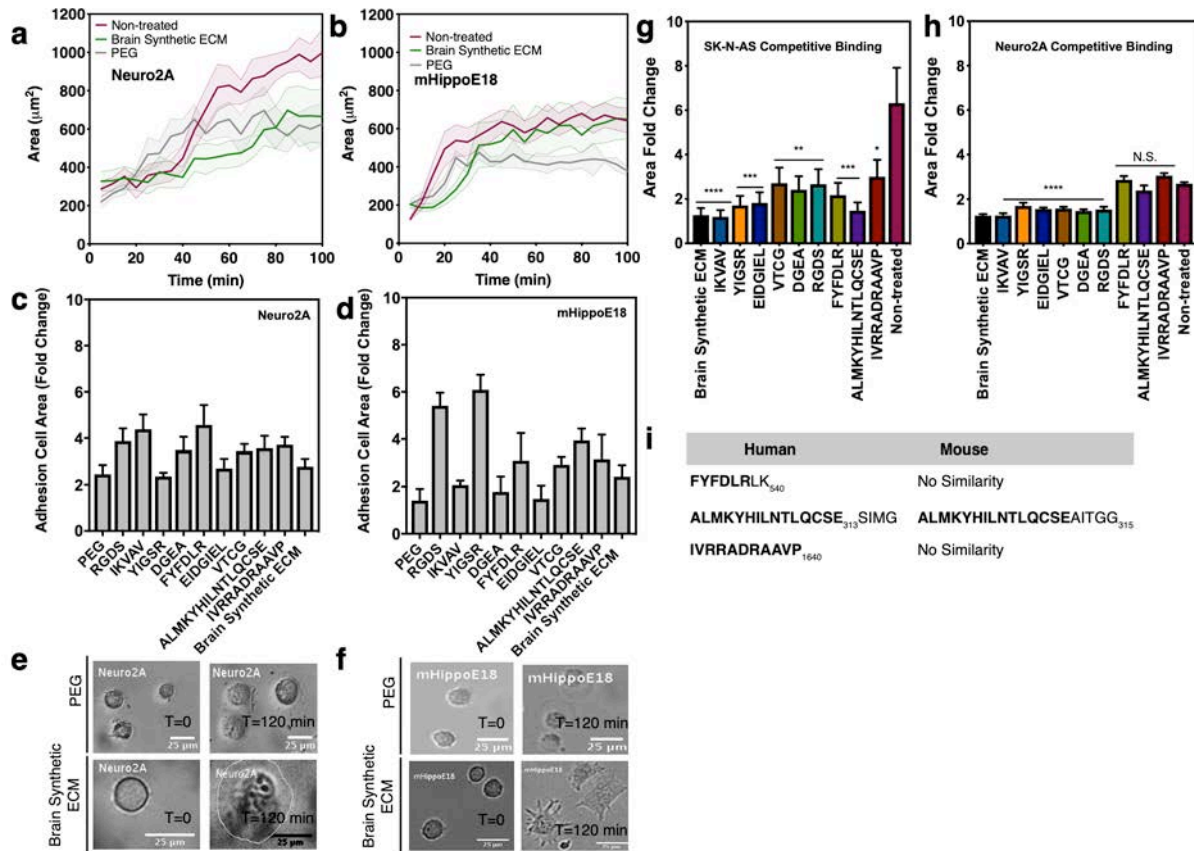 a
Non-treated
Brain Synthetic ECM
PEG
Neuro2A
Area (μm²)
1200
1000
800
600
400
200
0
0 20 40 60 80 100
Time (min)
b
Non-treated
Brain Synthetic ECM
PEG
mHippoE18
Area (μm²)
1200
1000
800
600
400
200
0
0 20 40 60 80 100
Time (min)
c
Neuro2A
Adhesion Cell Area (Fold Change)
10
8
6
4
2
0
PEG
RGDS
IKVAV
YIGSR
DGEA
FYFDLR
EIDGIEL
VTCG
ALMKYHILNTLQCSE
IVRRADRAAVP
Brain Synthetic ECM
d
mHippoE18
Adhesion Cell Area (Fold Change)
10
8
6
4
2
0
PEG
RGDS
IKVAV
YIGSR
DGEA
FYFDLR
EIDGIEL
VTCG
ALMKYHILNTLQCSE
IVRRADRAAVP
Brain Synthetic ECM
e
PEG
Neuro2A
T=0
25 μm
Neuro2A
T=120 min
25 μm
Brain Synthetic
ECM
Neuro2A
T=0
25 μm
Neuro2A
T=120 min
25 μm
f
PEG
mHippoE18
T=0
25 μm
mHippoE18
T=120 min
25 μm
Brain Synthetic
ECM
mHippoE18
T=0
25 μm
mHippoE18
T=120 min
25 μm
g
SK-N-AS Competitive Binding
Area Fold Change
10
8
6
4
2
0
**** *** ** *** *
Brain Synthetic ECM
IKVAV
YIGSR
EIDGIEL
VTCG
DGEA
RGDS
FYFDLR
ALMKYHILNTLQCSE
IVRRADRAAVP
Non-treated
h
Neuro2A Competitive Binding
Area Fold Change
10
8
6
4
2
0
**** N.S.
Brain Synthetic ECM
IKVAV
YIGSR
EIDGIEL
VTCG
DGEA
RGDS
FYFDLR
ALMKYHILNTLQCSE
IVRRADRAAVP
Non-treated
i
Human Mouse
FYFDLRLK540 No Similarity
ALMKYHILNTLQCSE313SIMG ALMKYHILNTLQCSEAITGG315
IVRRADRAAVP1640 No Similarity